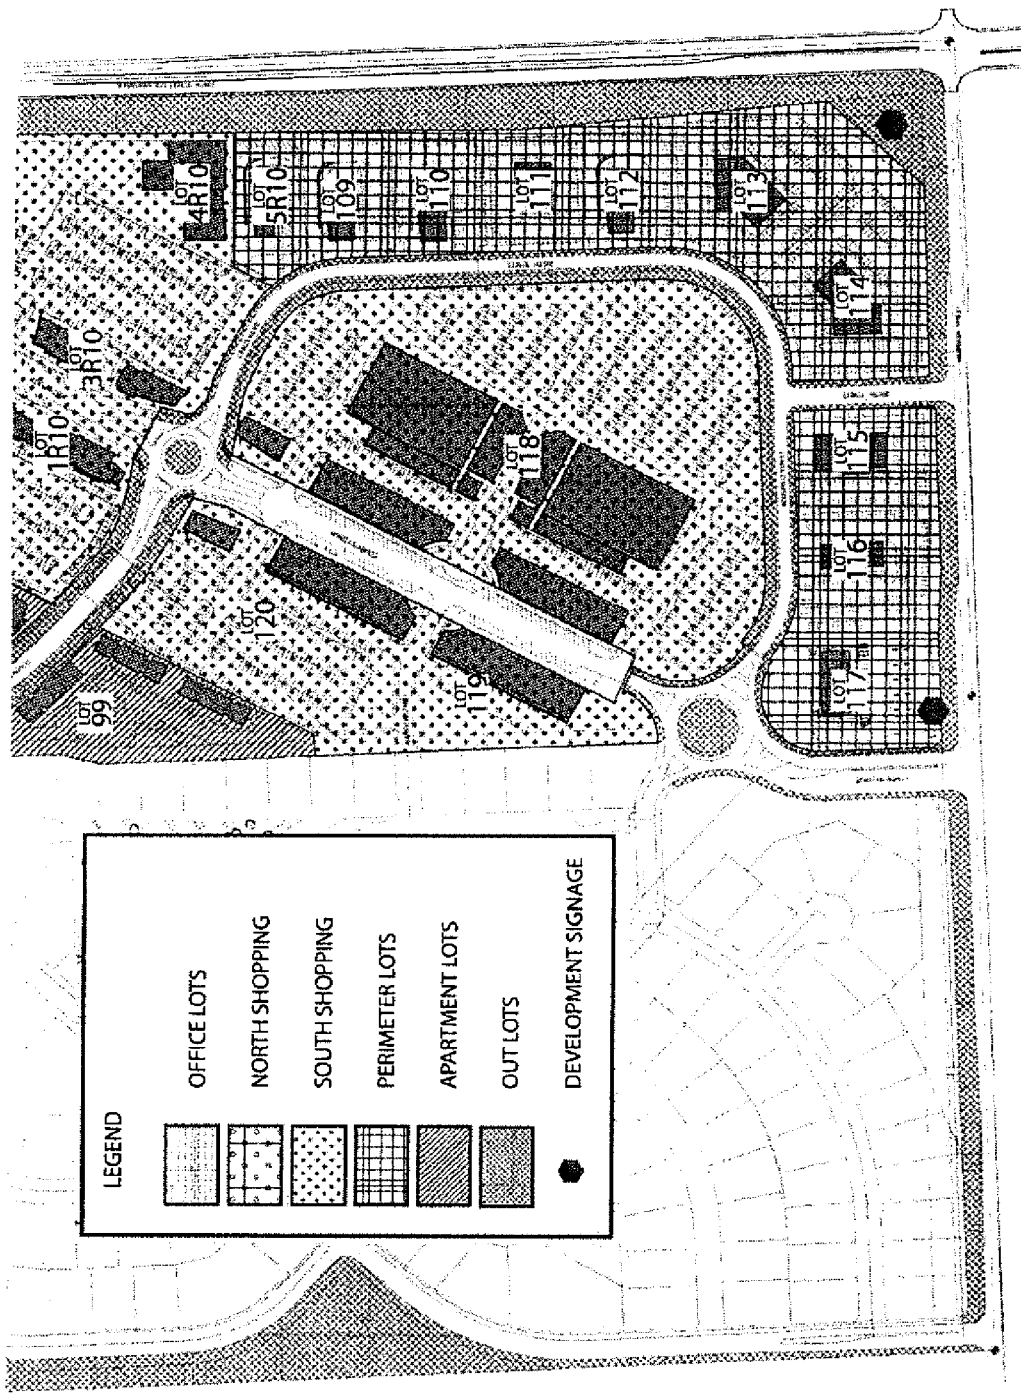 LOT
4R10
LOT
5R10
LOT
109
LOT
110
LOT
111
LOT
112
LOT
113
LOT
114
LOT
3R10
LOT
1R10
LOT
118
LOT
115
LOT
116
LOT
117
LOT
120
LOT
119
LOT
99
LEGEND
OFFICE LOTS
NORTH SHOPPING
SOUTH SHOPPING
PERIMETER LOTS
APARTMENT LOTS
OUT LOTS
DEVELOPMENT SIGNAGE